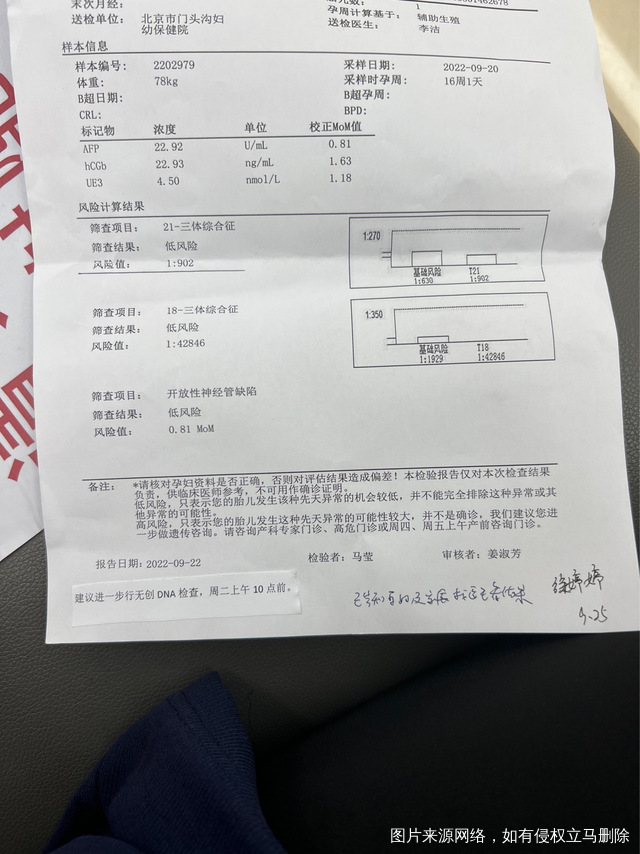 末次月经:
孕周计算基于: 辅助生殖
送检单位: 北京市门头沟妇幼保健院
送检医生: 李洁
样本信息
样本编号: 2202979 采样日期: 2022-09-20
体重: 78kg 采样时孕周: 16周1天
B超日期: B超孕周:
CRL: BPD:
标记物 浓度 单位 校正MoM值
AFP 22.92 U/mL 0.81
hCGb 22.93 ng/mL 1.63
UE3 4.50 nmol/L 1.18
风险计算结果
筛查项目: 21-三体综合征
筛查结果: 低风险
风险值: 1:902
1:270
基础风险 T21
1:630 1:902
筛查项目: 18-三体综合征
筛查结果: 低风险
风险值: 1:42846
1:350
基础风险 T18
1:1929 1:42846
筛查项目: 开放性神经管缺陷
筛查结果: 低风险
风险值: 0.81 MoM
备注: *请核对孕妇资料是否正确,否则对评估结果造成偏差!本检验报告仅对本次检查结果
负责,供临床医师参考,不可用作确诊证明。
低风险,只表示您的胎儿发生该种先天异常的机会较低,并不能完全排除这种异常或其
他异常的可能性。
高风险,只表示您的胎儿发生这种先天异常的可能性较大,并不是确诊,我们建议您进
一步做遗传咨询。请咨询产科专家门诊、高危门诊或周四、周五上午产前咨询门诊。
报告日期:2022-09-22 检验者:马莹 审核者:姜淑芳
建议进一步行无创 DNA 检查,周二上午 10 点前。
9.25
图片来源网络,如有侵权立马删除